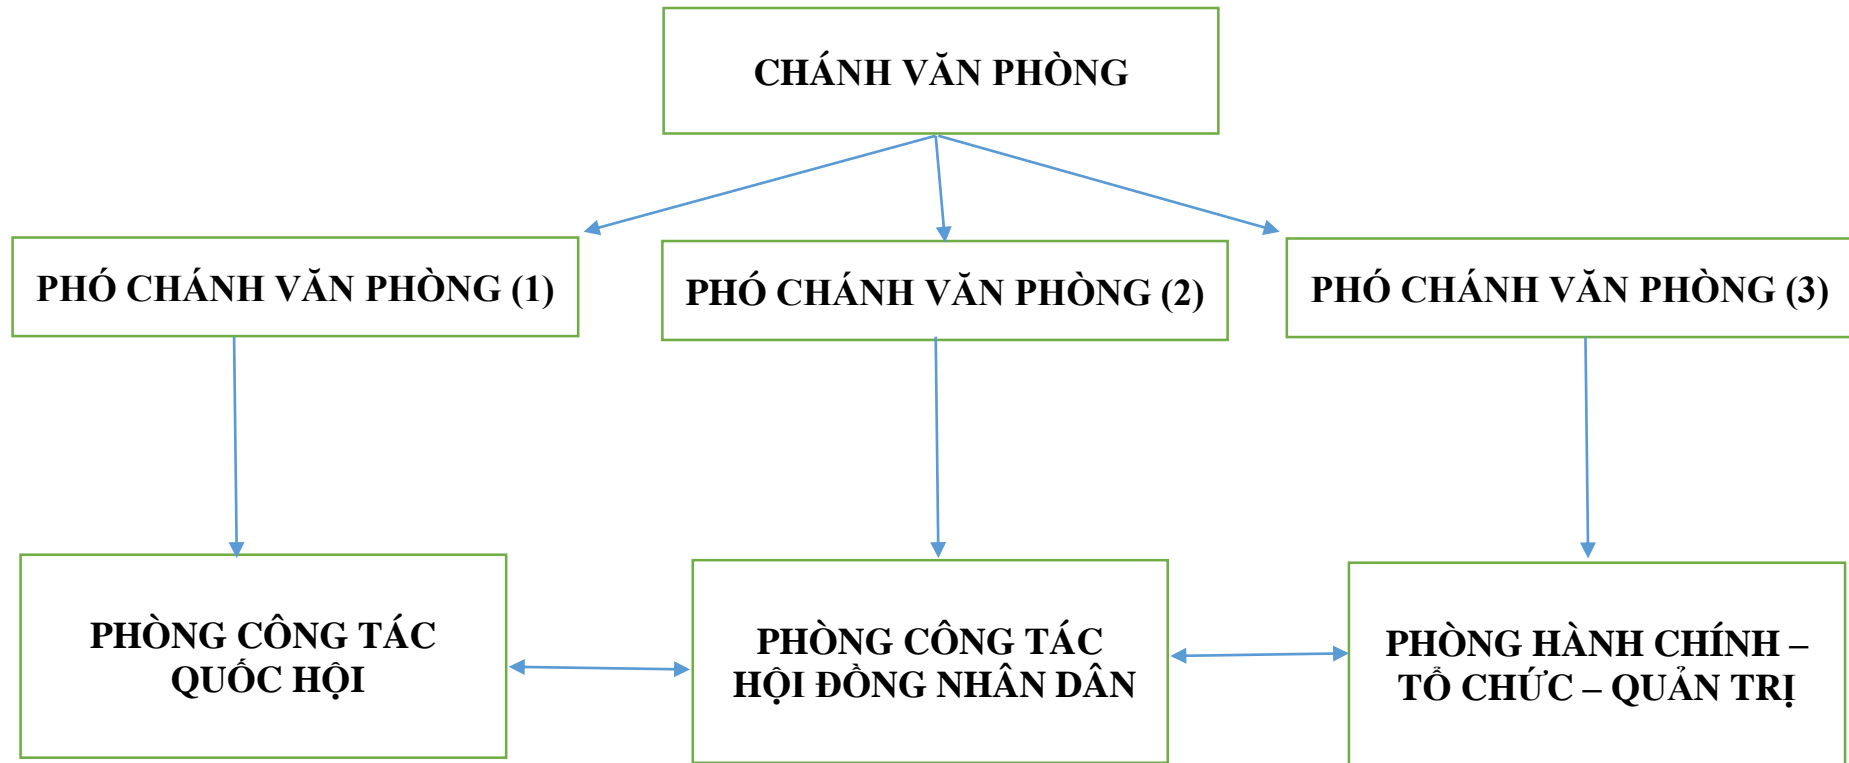 CHÁNH VĂN PHÒNG
PHÓ CHÁNH VĂN PHÒNG (1)
PHÓ CHÁNH VĂN PHÒNG (2)
PHÓ CHÁNH VĂN PHÒNG (3)
PHÒNG CÔNG TÁC
QUỐC HỘI
PHÒNG CÔNG TÁC
HỘI ĐỒNG NHÂN DÂN
PHÒNG HÀNH CHÍNH –
TỔ CHỨC – QUẢN TRỊ